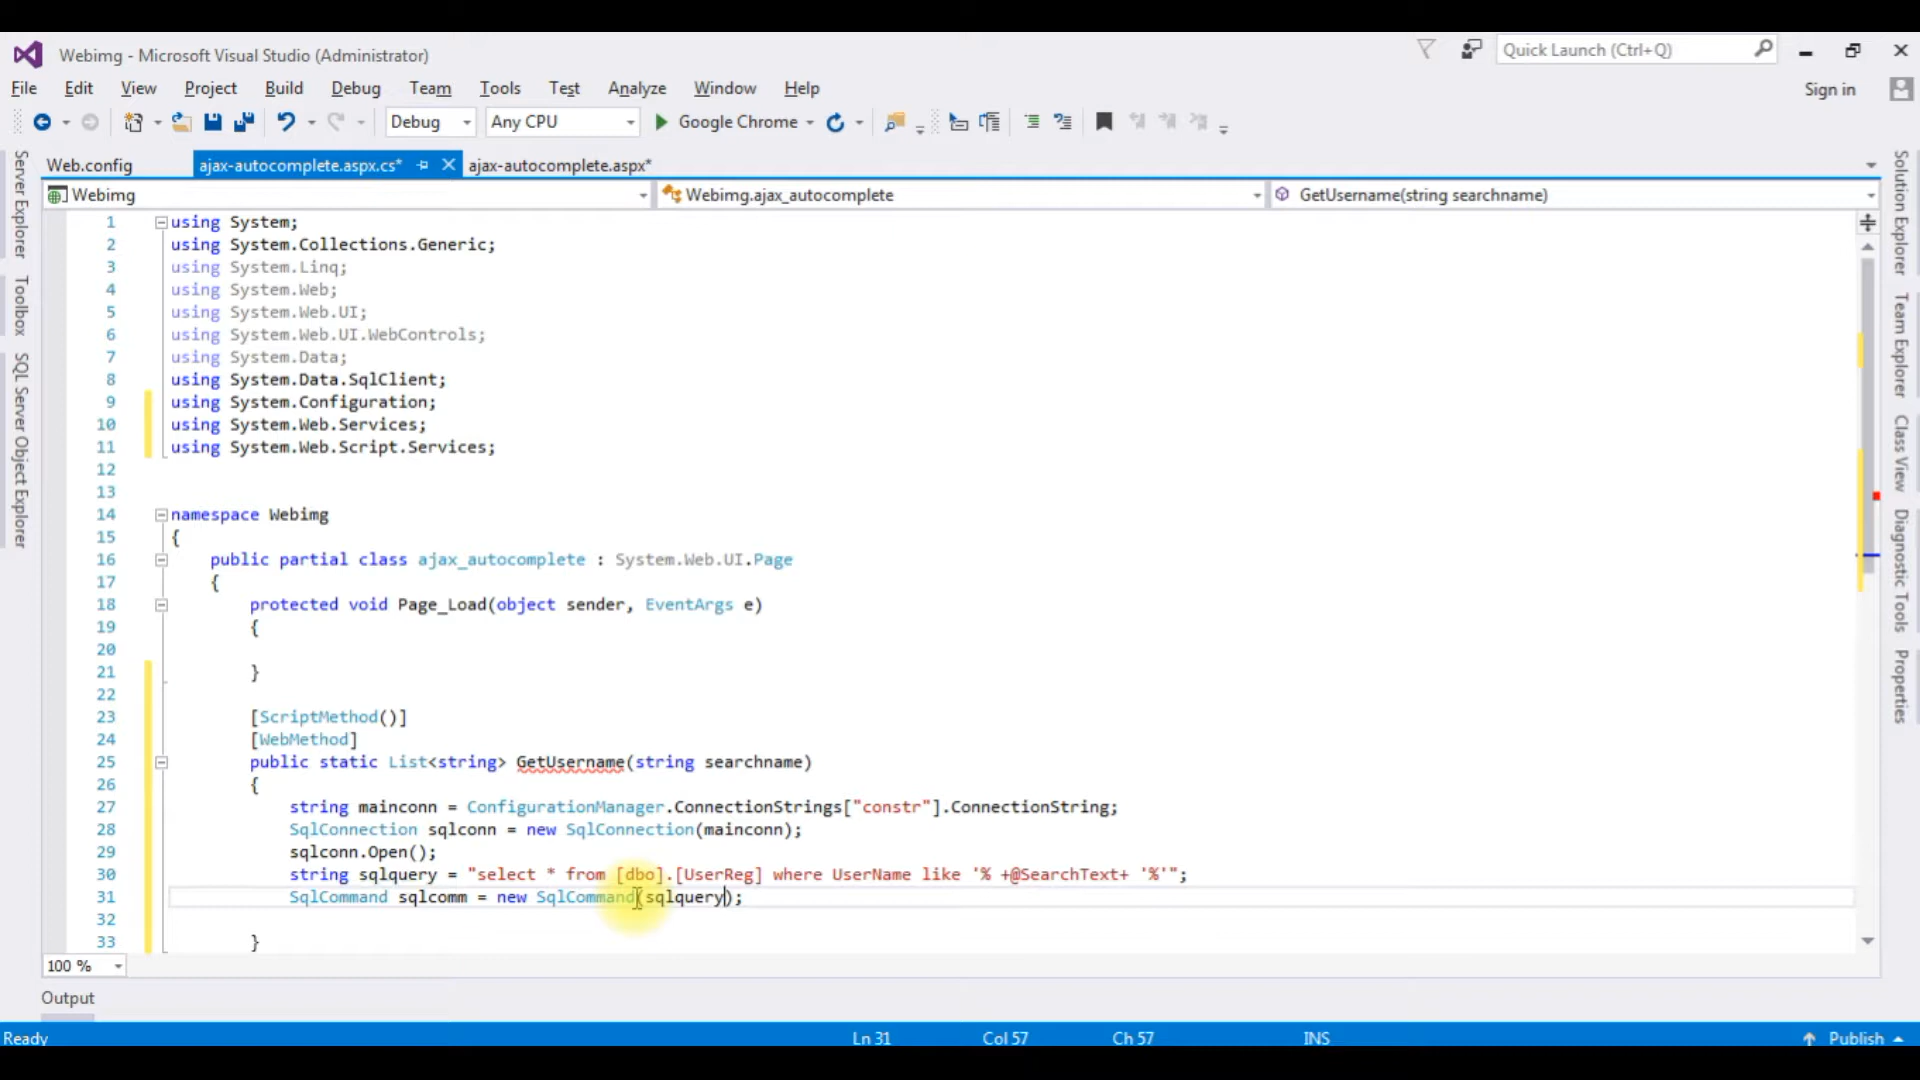 Webimg - Microsoft Visual Studio (Administrator)
Quick Launch (Ctrl+Q)
File Edit View Project Build Debug Team Tools Test Analyze Window Help
Sign in
Debug Any CPU Google Chrome
Web.config ajax-autocomplete.aspx.cs* ajax-autocomplete.aspx*
Webimg Webimg.ajax_autocomplete GetUsername(string searchname)
Server Explorer
Toolbox
SQL Server Object Explorer
1 using System;
2 using System.Collections.Generic;
3 using System.Linq;
4 using System.Web;
5 using System.Web.UI;
6 using System.Web.UI.WebControls;
7 using System.Data;
8 using System.Data.SqlClient;
9 using System.Configuration;
10 using System.Web.Services;
11 using System.Web.Script.Services;
12
13
14 namespace Webimg
15 {
16 public partial class ajax_autocomplete : System.Web.UI.Page
17 {
18 protected void Page_Load(object sender, EventArgs e)
19 {
20
21 }
22
23 [ScriptMethod()]
24 [WebMethod]
25 public static List<string> GetUsername(string searchname)
26 {
27 string mainconn = ConfigurationManager.ConnectionStrings["constr"].ConnectionString;
28 SqlConnection sqlconn = new SqlConnection(mainconn);
29 sqlconn.Open();
30 string sqlquery = "select * from [dbo].[UserReg] where UserName like '% +@SearchText+ '%'";
31 SqlCommand sqlcomm = new SqlCommand(sqlquery);
32
33 }
Solution Explorer
Team Explorer
Class View
Diagnostic Tools
Properties
100 %
Output
Ready Ln 31 Col 57 Ch 57 INS Publish